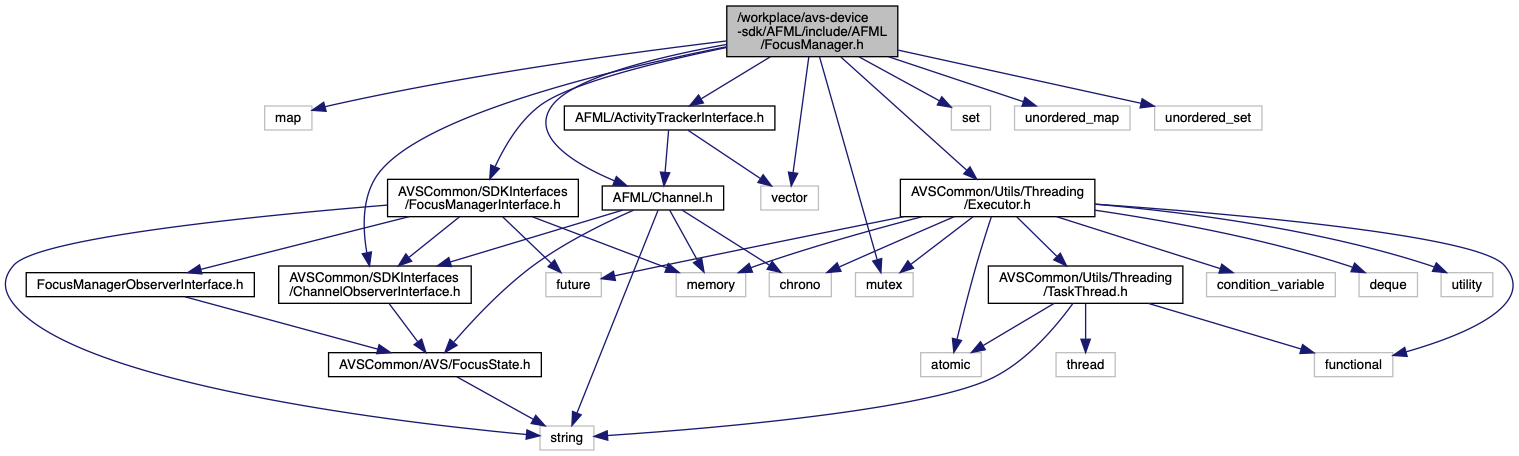 /workplace/avs-device
-sdk/AFML/include/AFML
/FocusManager.h
map
AFML/ActivityTrackerInterface.h
set
unordered_map
unordered_set
AVSCommon/SDKInterfaces
/FocusManagerInterface.h
AFML/Channel.h
vector
AVSCommon/Utils/Threading
/Executor.h
FocusManagerObserverInterface.h
AVSCommon/SDKInterfaces
/ChannelObserverInterface.h
future
memory
chrono
mutex
AVSCommon/Utils/Threading
/TaskThread.h
condition_variable
deque
utility
AVSCommon/AVS/FocusState.h
atomic
thread
functional
string